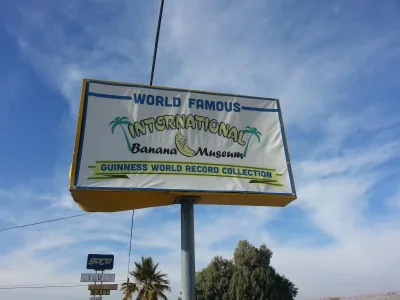 WORLD FAMOUS
INTERNATIONAL
Banana Museum
GUINNESS WORLD RECORD COLLECTION